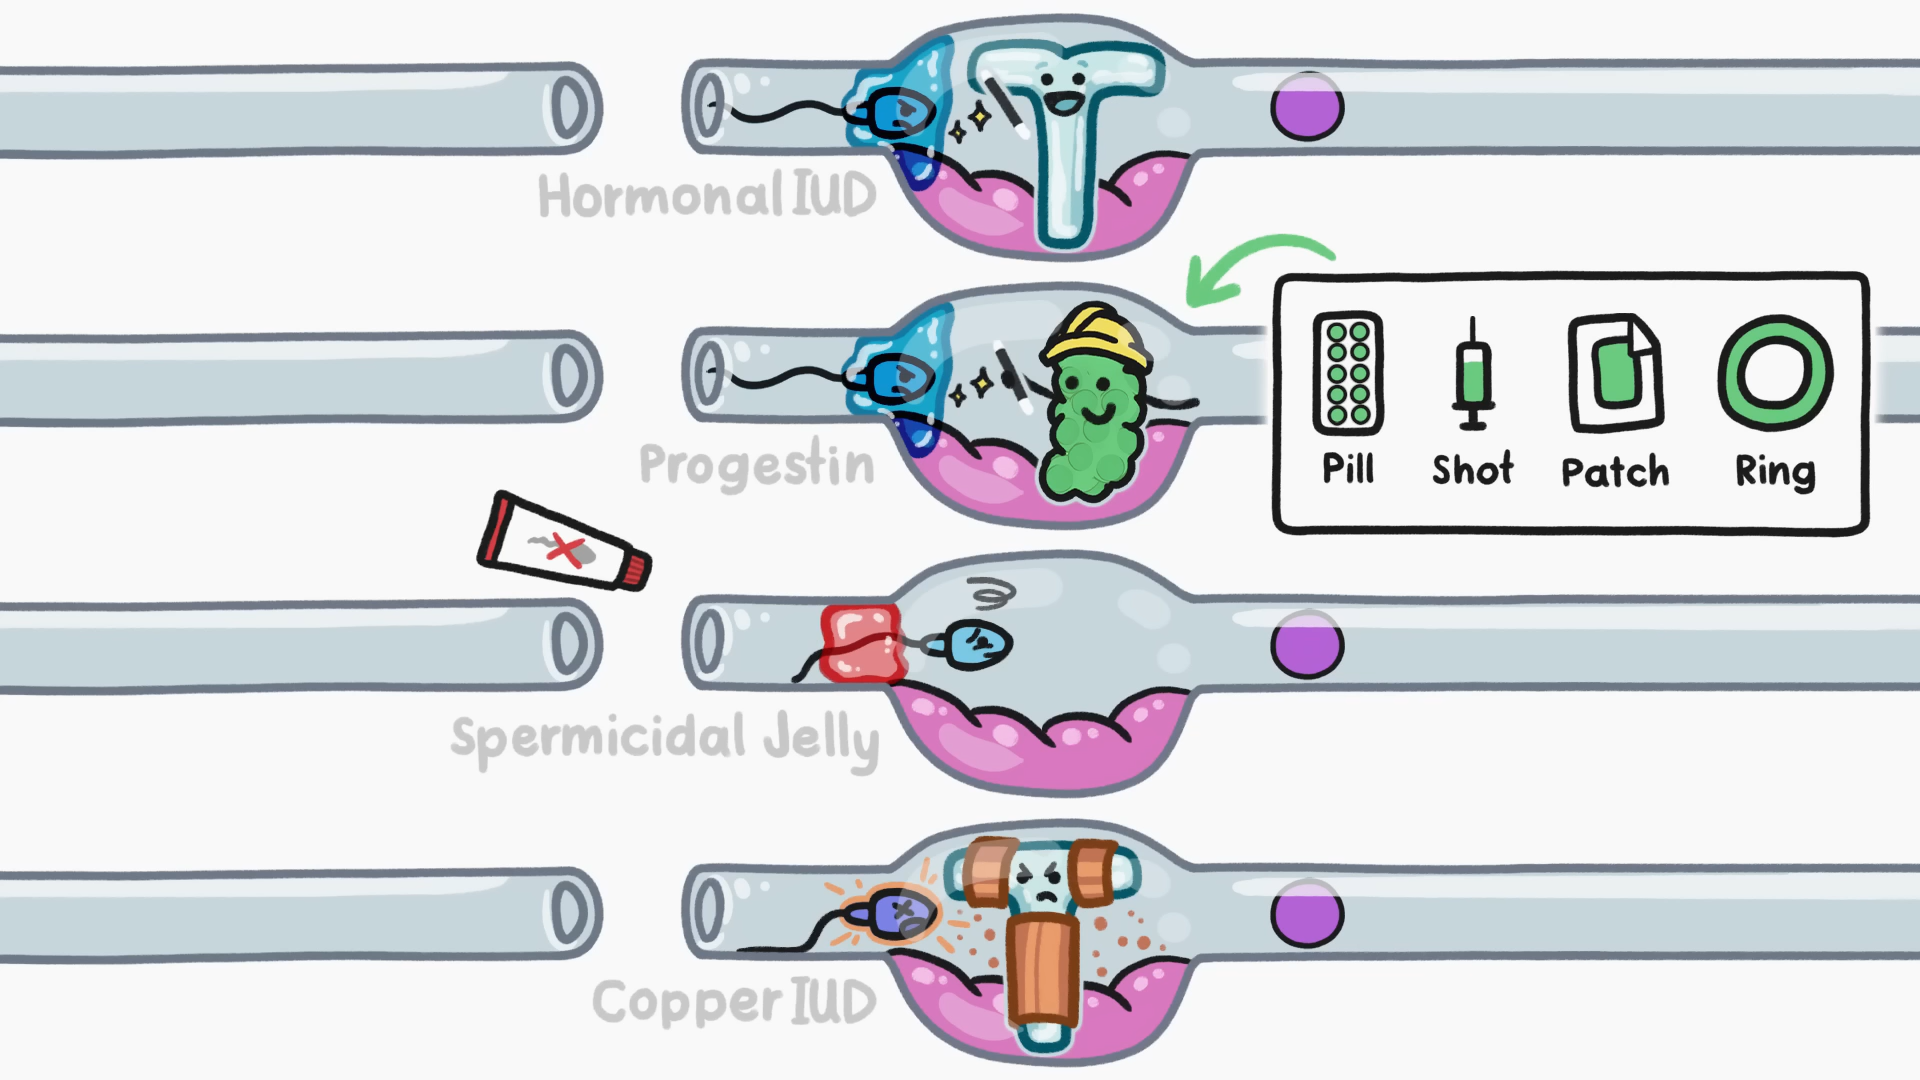 Hormonal IUD
Progestin
Pill
Shot
Patch
Ring
Spermicidal Jelly
Copper IUD